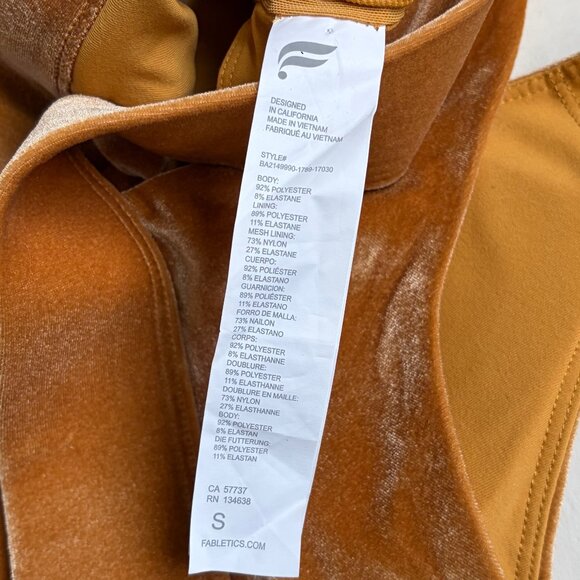 DESIGNED
IN CALIFORNIA
MADE IN VIETNAM
FABRIQUÉ AU VIETNAM
STYLE#
BA2149990-1789-17030
BODY:
92% POLYESTER
8% ELASTANE
LINING:
89% POLYESTER
11% ELASTANE
MESH LINING:
73% NYLON
27% ELASTANE
CUERPO:
92% POLIÉSTER
8% ELASTANO
GUARNICION:
89% POLIÉSTER
11% ELASTANO
FORRO DE MALLA:
73% NAILON
27% ELASTANO
CORPS:
92% POLYESTER
8% ELASTHANNE
DOUBLURE:
89% POLYESTER
11% ELASTHANNE
DOUBLURE EN MAILLE:
73% NYLON
27% ELASTHANNE
BODY:
92% POLYESTER
8% ELASTAN
DIE FUTTERUNG:
89% POLYESTER
11% ELASTAN
CA 57737
RN 134638
S
FABLETICS.COM